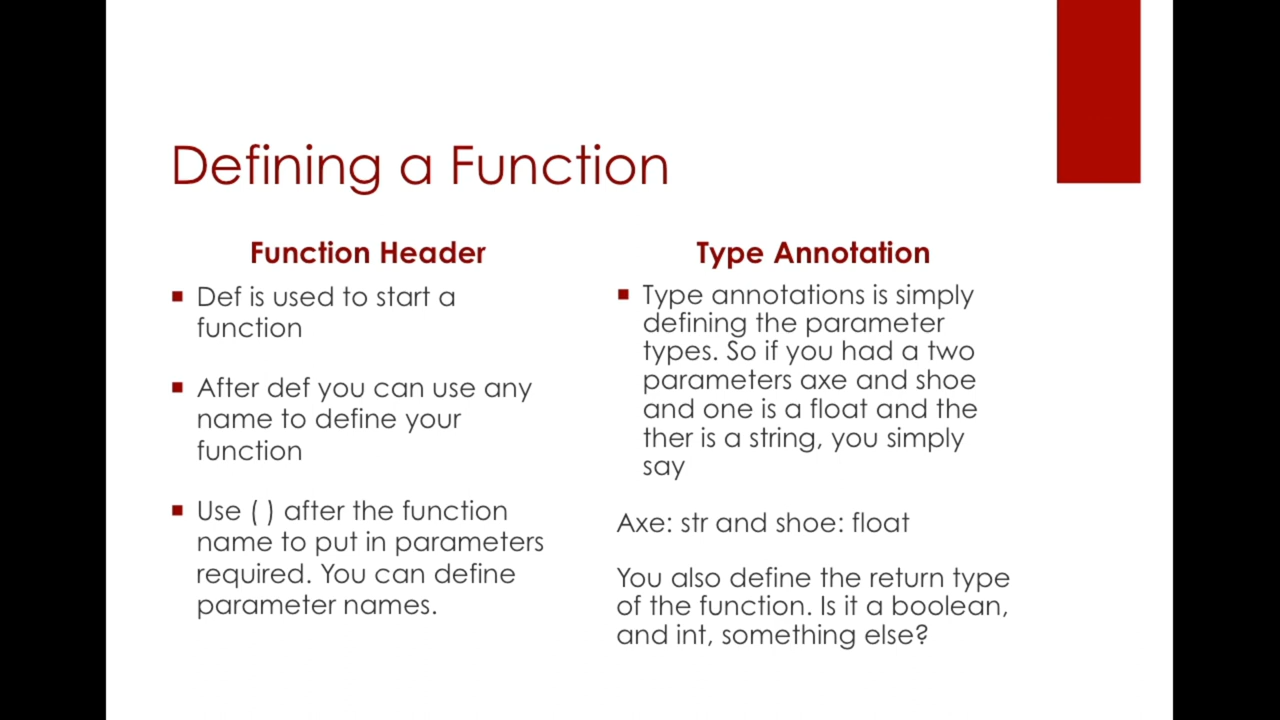 Defining a Function
Function Header
Def is used to start a
function
After def you can use any
name to define your
function
Use ( ) after the function
name to put in parameters
required. You can define
parameter names.
Type Annotation
Type annotations is simply
defining the parameter
types. So if you had a two
parameters axe and shoe
and one is a float and the
ther is a string, you simply
say
Axe: str and shoe: float
You also define the return type
of the function. Is it a boolean,
and int, something else?